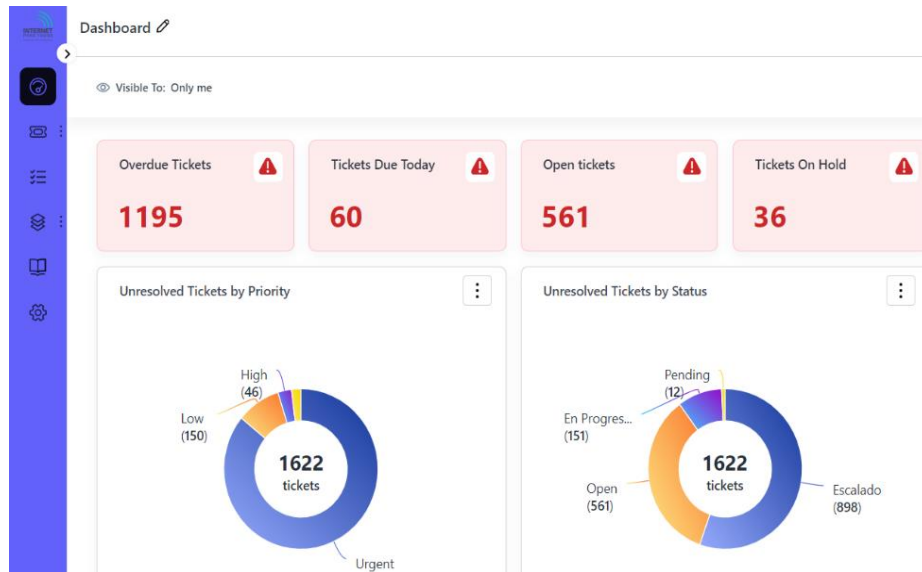 INTERNET
Dashboard
Visible To: Only me
Overdue Tickets
1195
Tickets Due Today
60
Open tickets
561
Tickets On Hold
36
Unresolved Tickets by Priority
High
(46)
Low
(150)
1622
tickets
Urgent
Unresolved Tickets by Status
Pending
(12)
En Progres...
(151)
Open
(561)
1622
tickets
Escalado
(898)